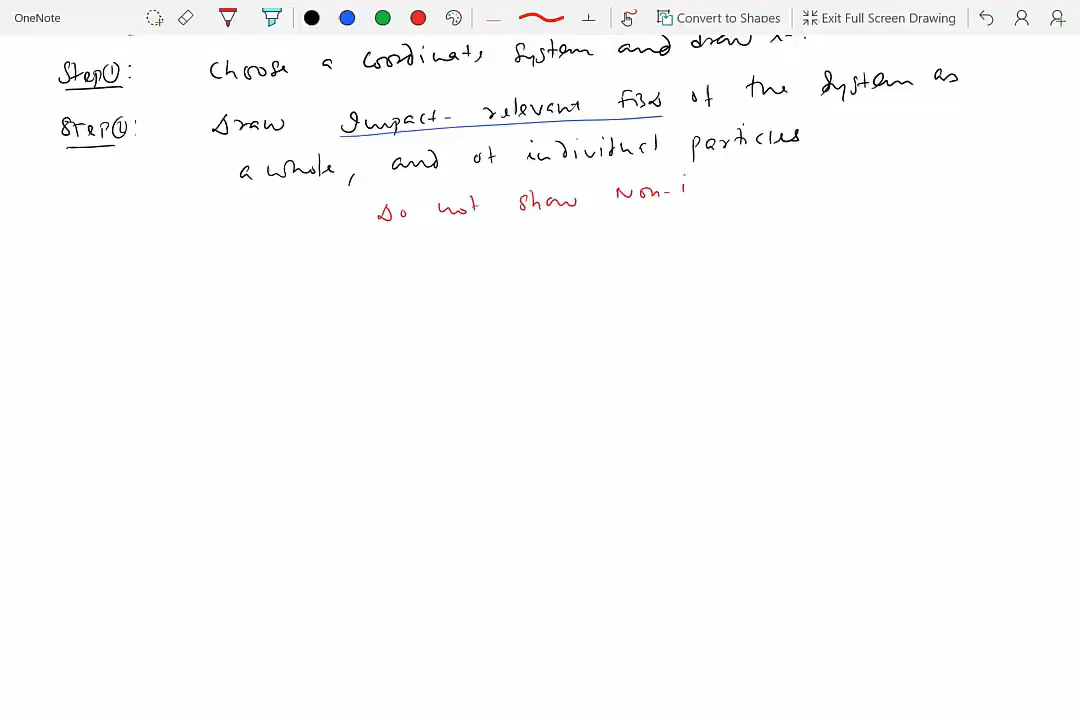 OneNote
Convert to Shapes
Exit Full Screen Drawing
Step①: Choose a coordinate System and draw
Step②: Draw Impact-relevant FBD of the System as
a whole, and of individual particles
Do not show Non-i